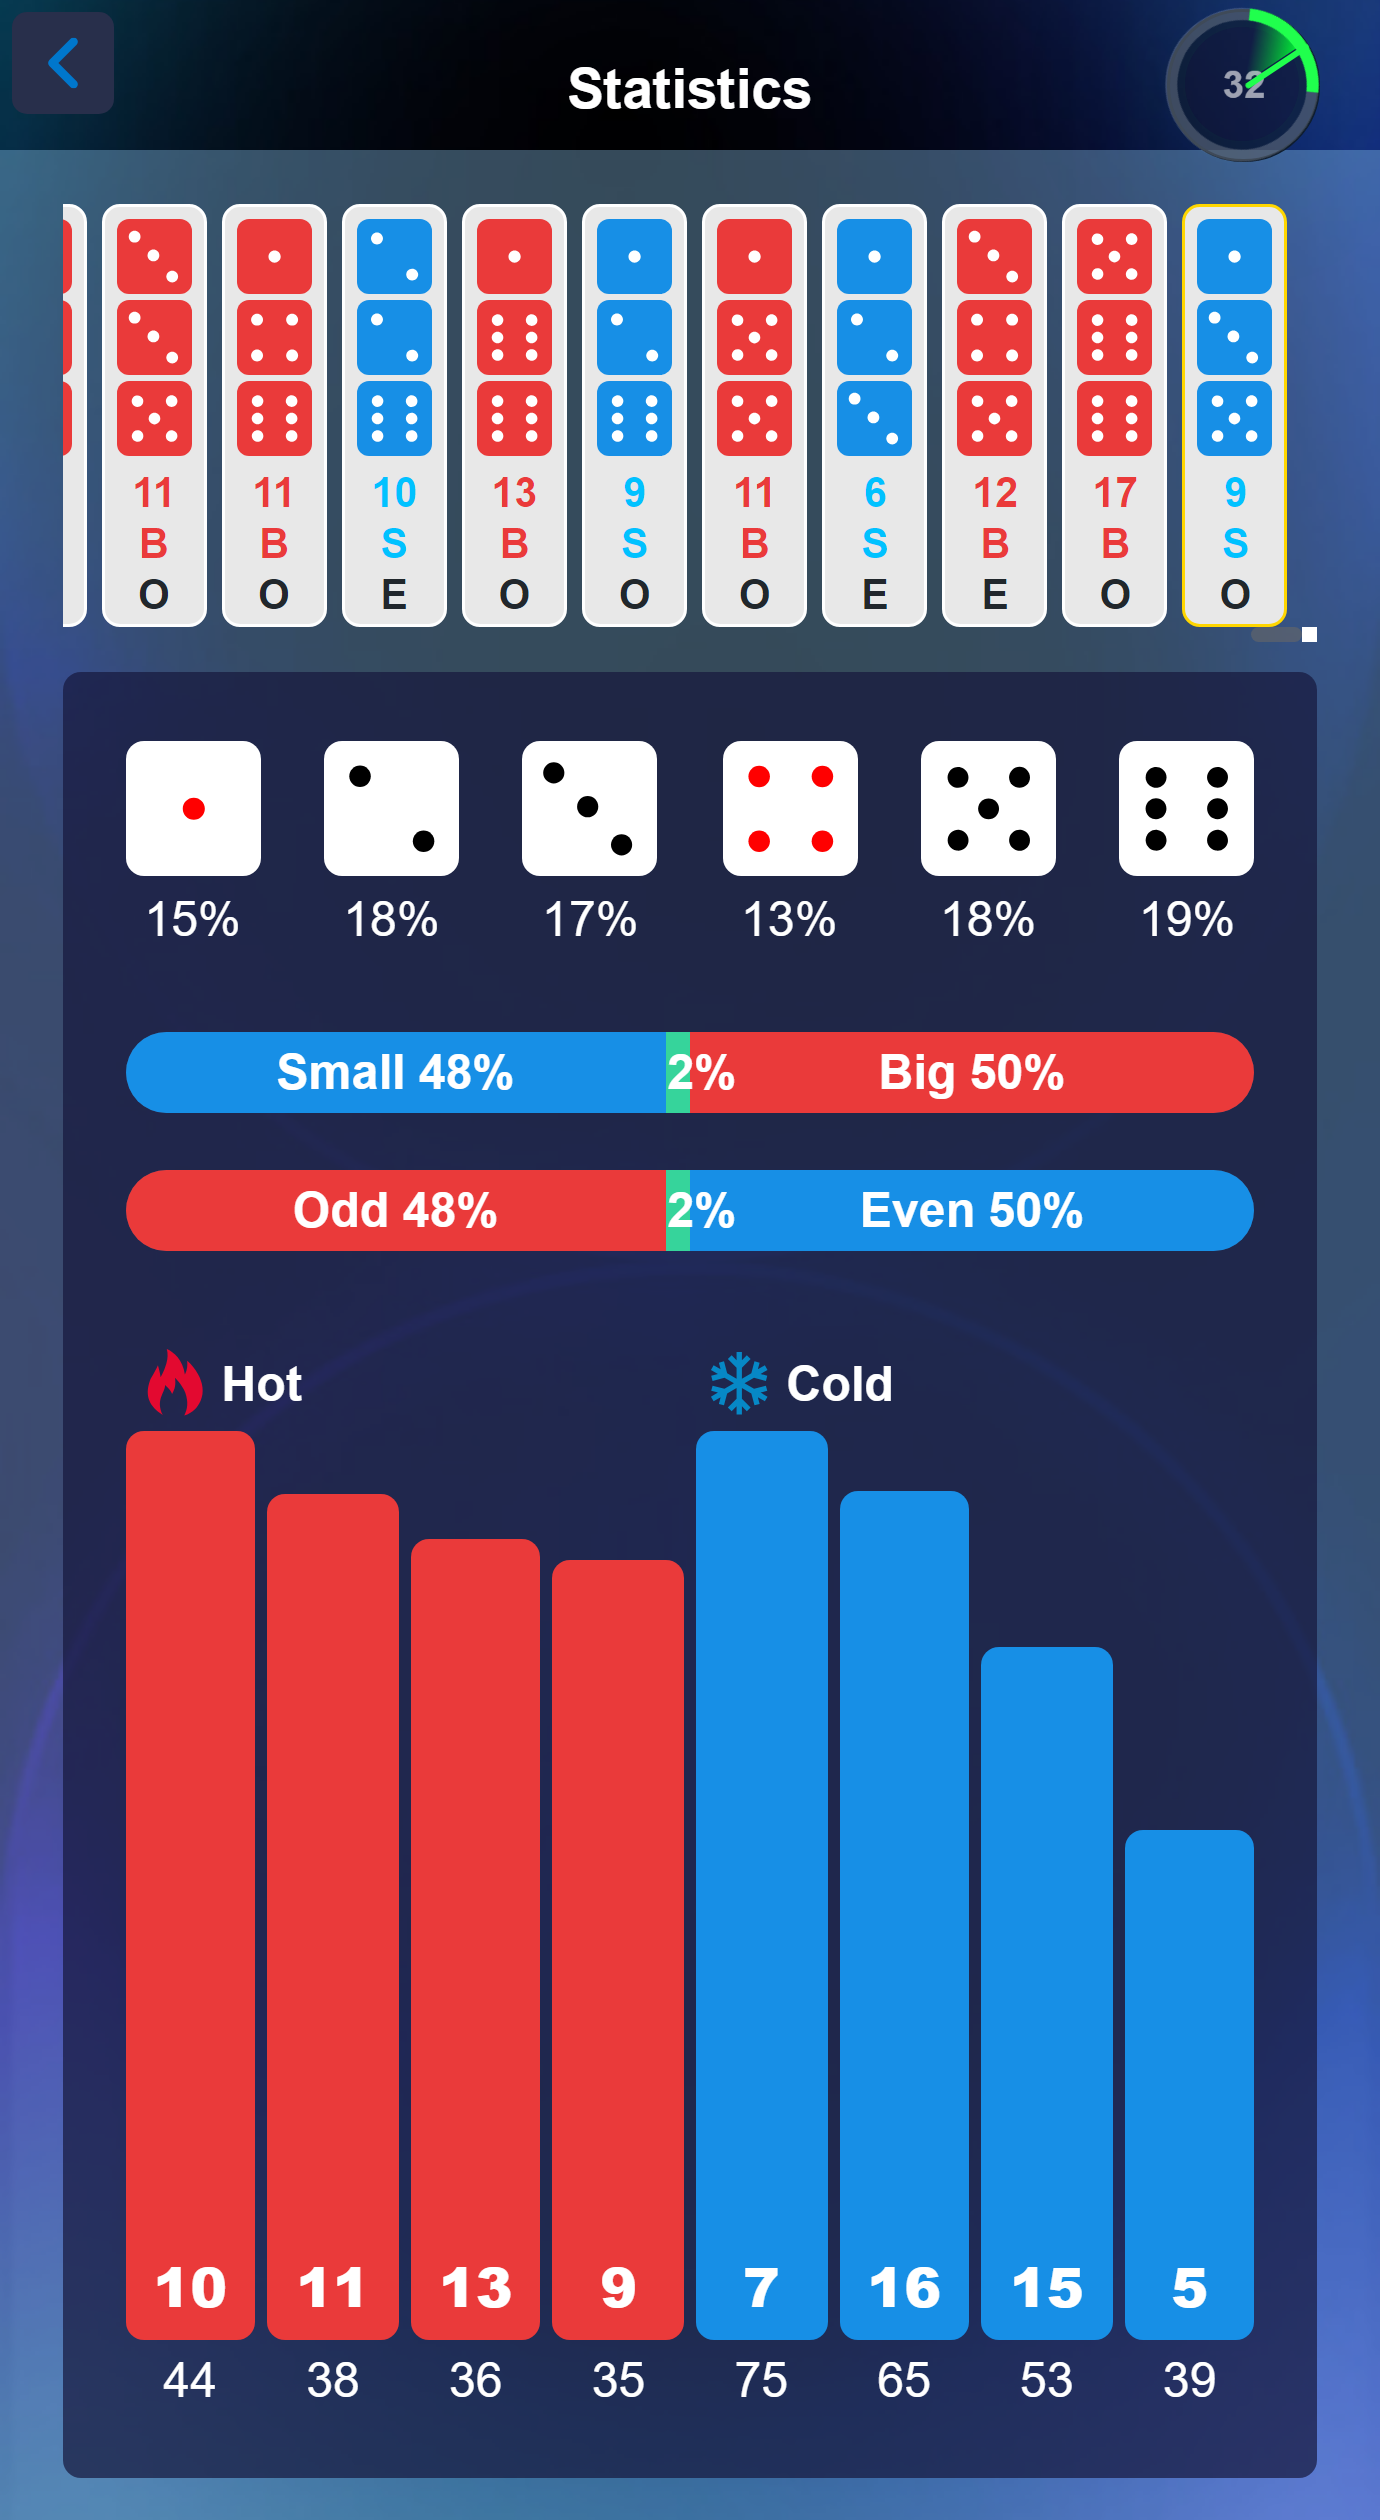 Statistics
32
11 11 10 13 9 11 6 12 17 9
B B S B S B S B B S
O O E O O O E E O O
15% 18% 17% 13% 18% 19%
Small 48% 2% Big 50%
Odd 48% 2% Even 50%
Hot Cold
10 11 13 9 7 16 15 5
44 38 36 35 75 65 53 39